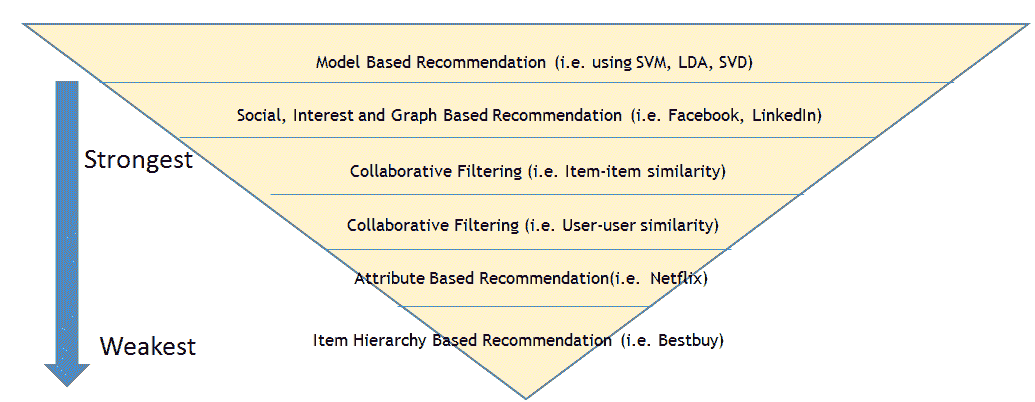 Model Based Recommendation (i.e. using SVM, LDA, SVD)
Social, Interest and Graph Based Recommendation (i.e. Facebook, LinkedIn)
Strongest
Collaborative Filtering (i.e. Item-item similarity)
Collaborative Filtering (i.e. User-user similarity)
Attribute Based Recommendation(i.e. Netflix)
Item Hierarchy Based Recommendation (i.e. Bestbuy)
Weakest